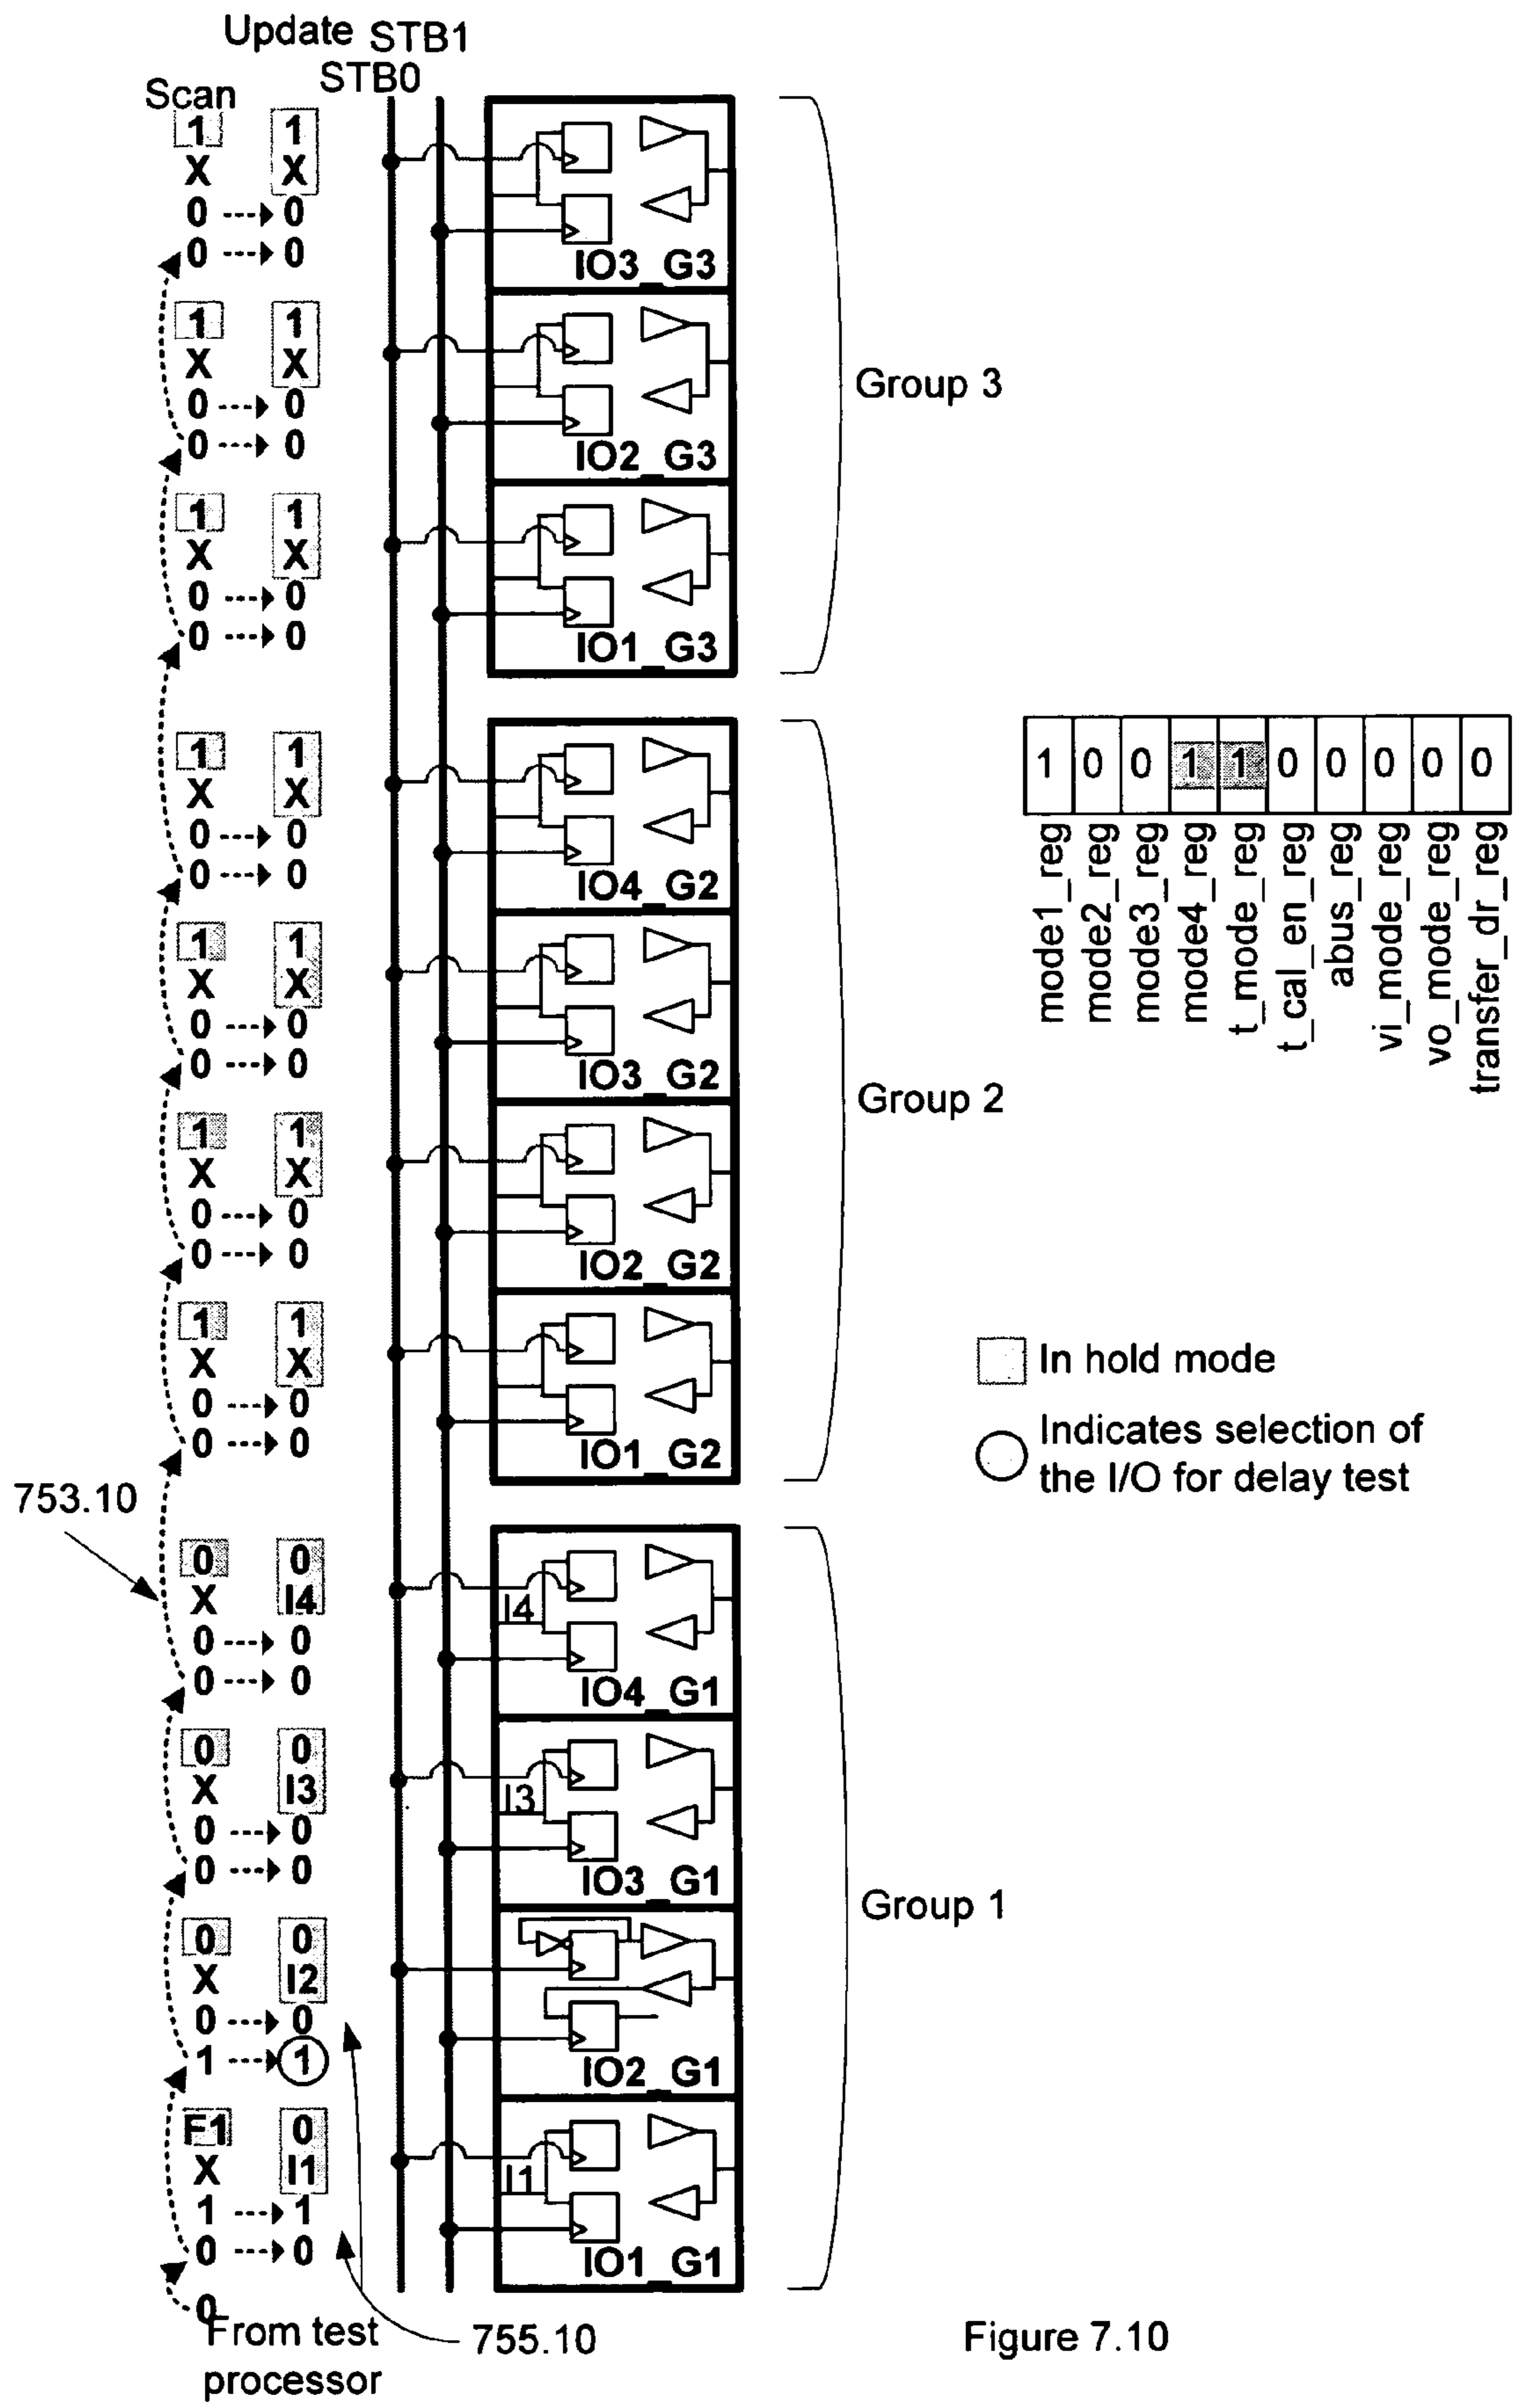 Update STB1
STB0
Scan
1 1
X X
0 0
0 0
IO3_G3
1 1
X X
0 0
0 0
IO2_G3
Group 3
1 1
X X
0 0
0 0
IO1_G3
1 1
X X
0 0
0 0
IO4_G2
1 0 0 1 1 0 0 0 0 0
mode1_reg
mode2_reg
mode3_reg
mode4_reg
t_mode_reg
t_cal_en_reg
abus_reg
vi_mode_reg
vo_mode_reg
transfer_dr_reg
1 1
X X
0 0
0 0
IO3_G2
Group 2
1 1
X X
0 0
0 0
IO2_G2
1 1
X X
0 0
0 0
IO1_G2
In hold mode
Indicates selection of
the I/O for delay test
753.10
0 0
X I4
I4
0 0
0 0
IO4_G1
0 0
X I3
I3
0 0
0 0
IO3_G1
Group 1
0 0
X I2
0 0
1 1
IO2_G1
F1 0
X I1
I1
1 1
0 0
IO1_G1
0
From test
processor
755.10
Figure 7.10